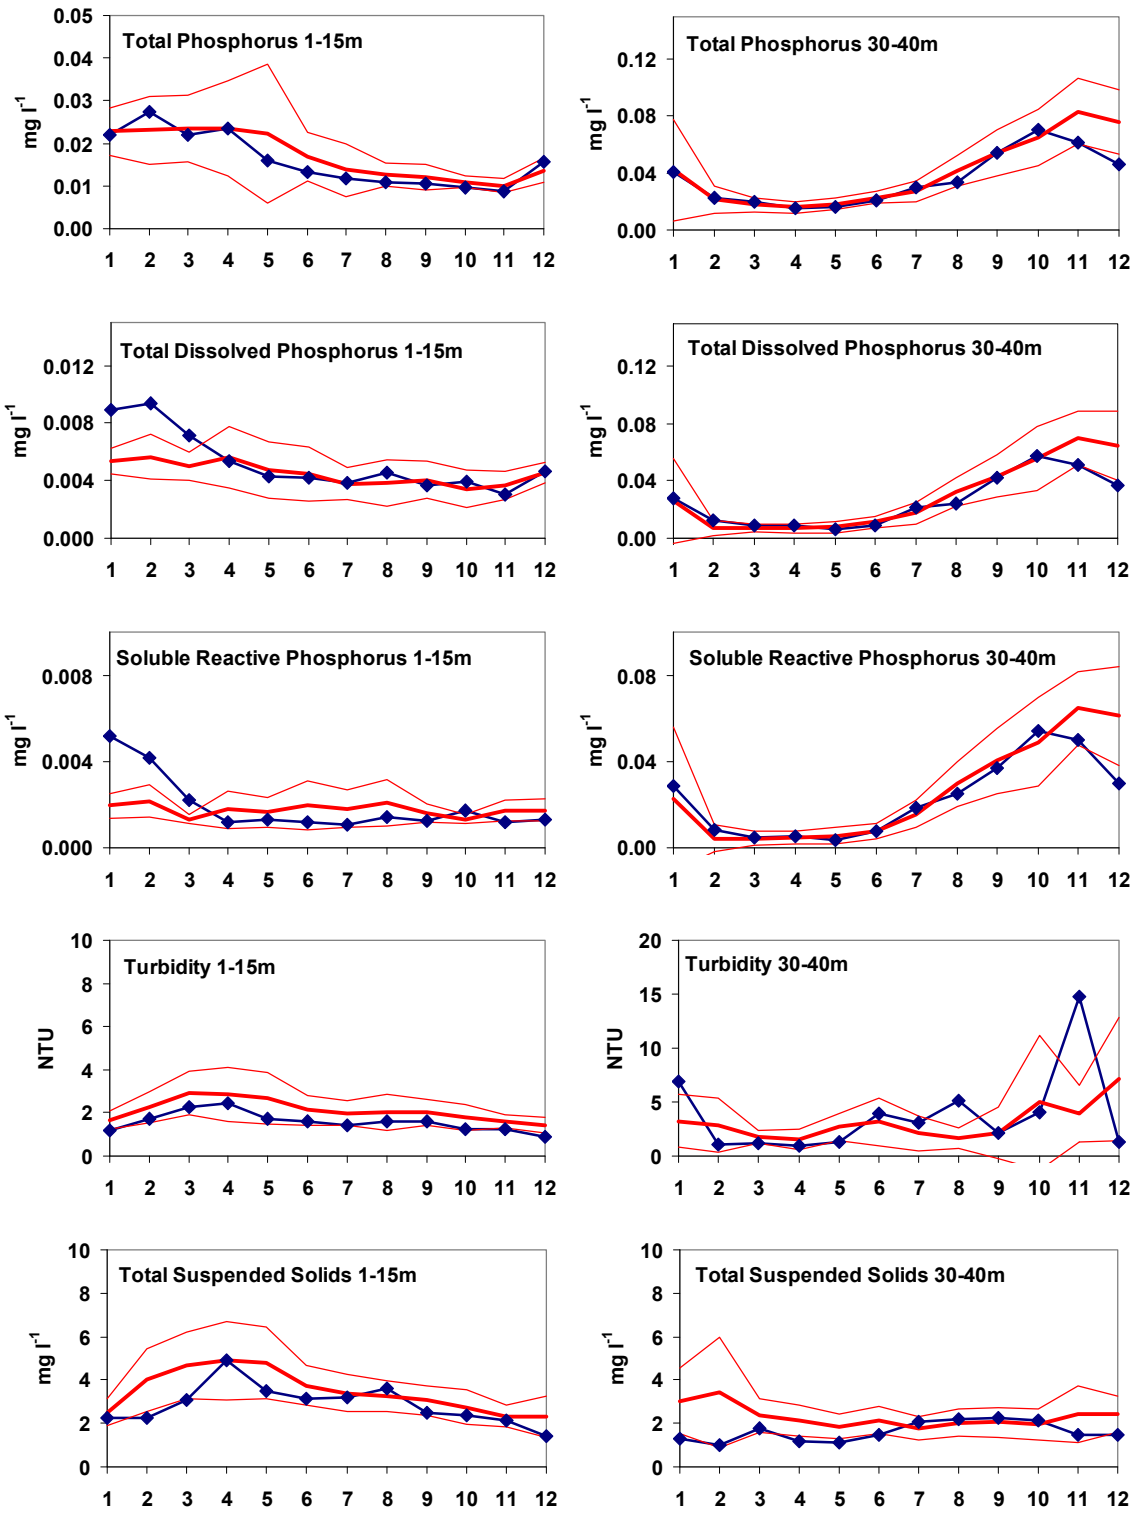 Total Phosphorus 1-15m
mg l-1
0.05
0.04
0.03
0.02
0.01
0.00
1 2 3 4 5 6 7 8 9 10 11 12
Total Phosphorus 30-40m
mg l-1
0.12
0.08
0.04
0.00
1 2 3 4 5 6 7 8 9 10 11 12
Total Dissolved Phosphorus 1-15m
mg l-1
0.012
0.008
0.004
0.000
1 2 3 4 5 6 7 8 9 10 11 12
Total Dissolved Phosphorus 30-40m
mg l-1
0.12
0.08
0.04
0.00
1 2 3 4 5 6 7 8 9 10 11 12
Soluble Reactive Phosphorus 1-15m
mg l-1
0.008
0.004
0.000
1 2 3 4 5 6 7 8 9 10 11 12
Soluble Reactive Phosphorus 30-40m
mg l-1
0.08
0.04
0.00
1 2 3 4 5 6 7 8 9 10 11 12
Turbidity 1-15m
NTU
10
8
6
4
2
0
1 2 3 4 5 6 7 8 9 10 11 12
Turbidity 30-40m
NTU
20
15
10
5
0
1 2 3 4 5 6 7 8 9 10 11 12
Total Suspended Solids 1-15m
mg l-1
10
8
6
4
2
0
1 2 3 4 5 6 7 8 9 10 11 12
Total Suspended Solids 30-40m
mg l-1
10
8
6
4
2
0
1 2 3 4 5 6 7 8 9 10 11 12